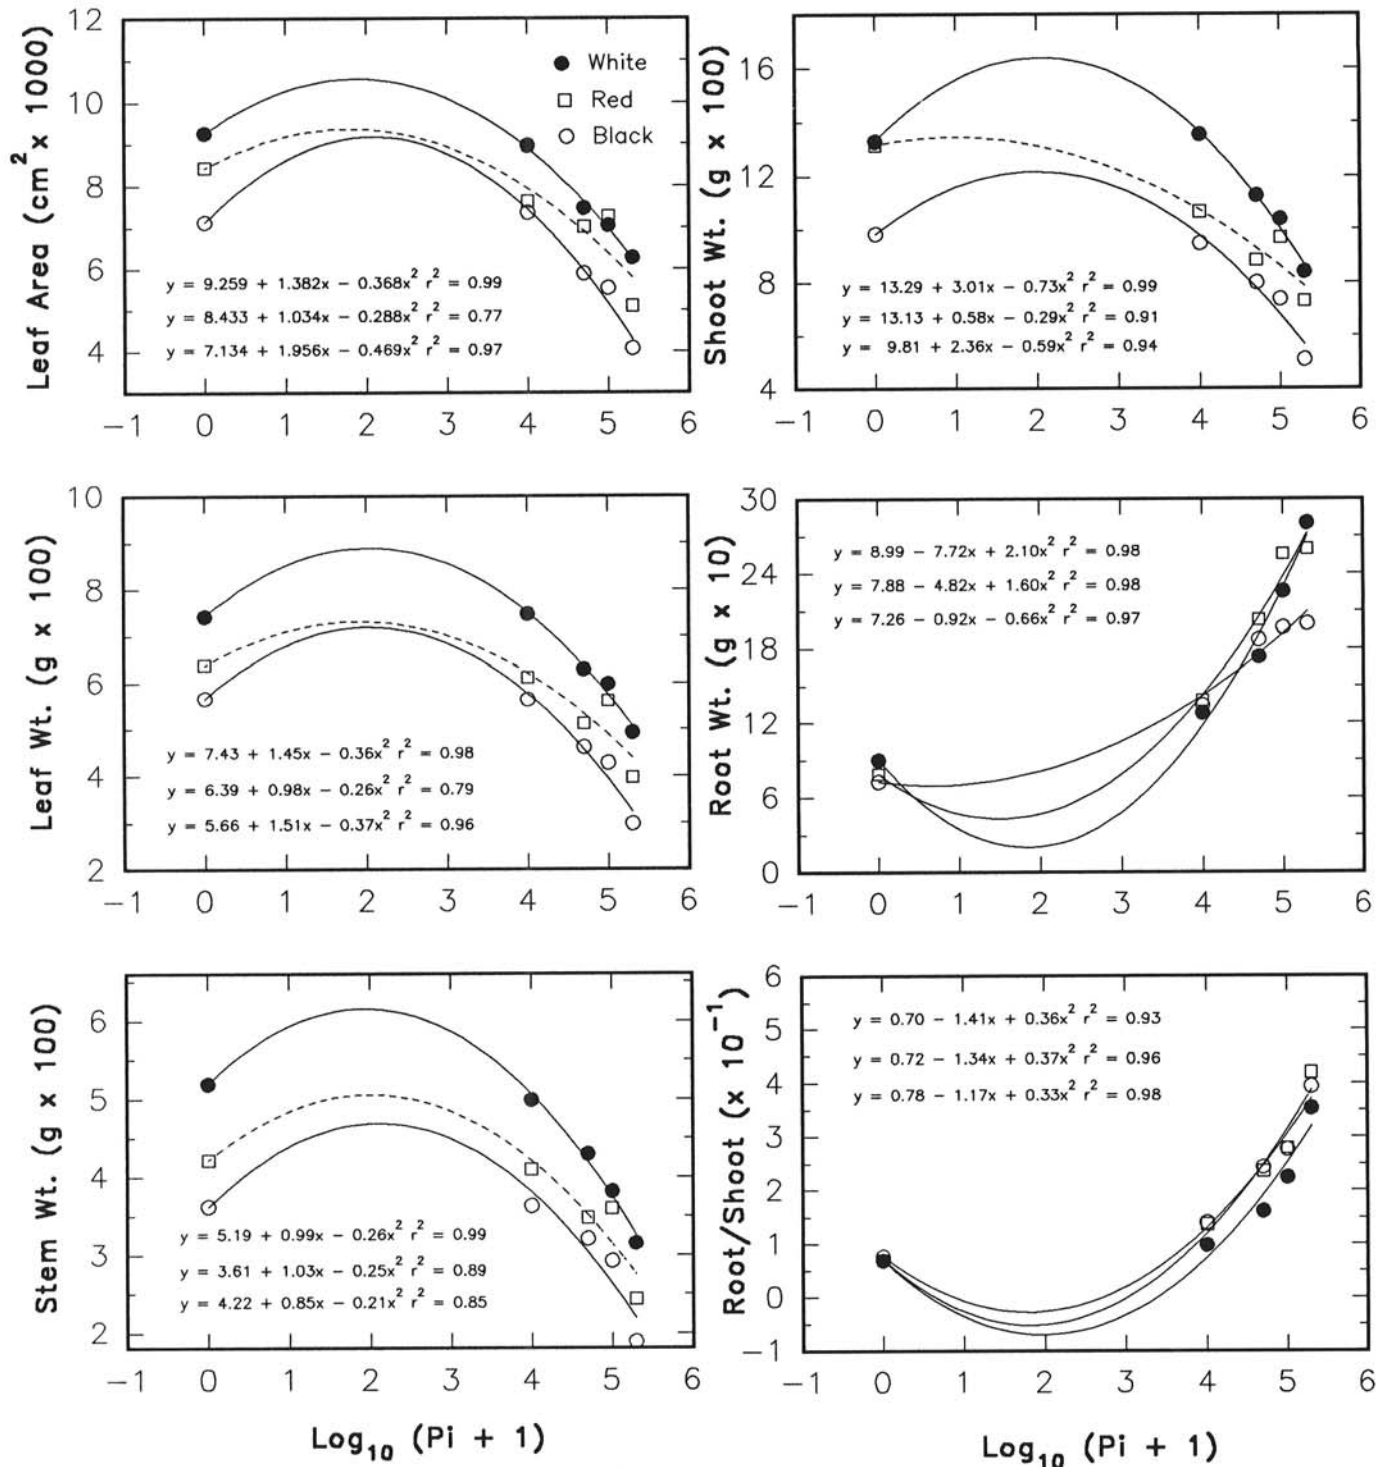 Leaf Area (cm² x 1000)
12
10
8
6
4
White
Red
Black
y = 9.259 + 1.382x − 0.368x² r² = 0.99
y = 8.433 + 1.034x − 0.288x² r² = 0.77
y = 7.134 + 1.956x − 0.469x² r² = 0.97
−1 0 1 2 3 4 5 6
Shoot Wt. (g x 100)
16
12
8
4
y = 13.29 + 3.01x − 0.73x² r² = 0.99
y = 13.13 + 0.58x − 0.29x² r² = 0.91
y = 9.81 + 2.36x − 0.59x² r² = 0.94
−1 0 1 2 3 4 5 6
Leaf Wt. (g x 100)
10
8
6
4
2
y = 7.43 + 1.45x − 0.36x² r² = 0.98
y = 6.39 + 0.98x − 0.26x² r² = 0.79
y = 5.66 + 1.51x − 0.37x² r² = 0.96
−1 0 1 2 3 4 5 6
Root Wt. (g x 10)
30
24
18
12
6
0
y = 8.99 − 7.72x + 2.10x² r² = 0.98
y = 7.88 − 4.82x + 1.60x² r² = 0.98
y = 7.26 − 0.92x − 0.66x² r² = 0.97
−1 0 1 2 3 4 5 6
Stem Wt. (g x 100)
6
5
4
3
2
y = 5.19 + 0.99x − 0.26x² r² = 0.99
y = 3.61 + 1.03x − 0.25x² r² = 0.89
y = 4.22 + 0.85x − 0.21x² r² = 0.85
−1 0 1 2 3 4 5 6
Log₁₀ (Pi + 1)
Root/Shoot (x 10⁻¹)
6
5
4
3
2
1
0
−1
y = 0.70 − 1.41x + 0.36x² r² = 0.93
y = 0.72 − 1.34x + 0.37x² r² = 0.96
y = 0.78 − 1.17x + 0.33x² r² = 0.98
−1 0 1 2 3 4 5 6
Log₁₀ (Pi + 1)